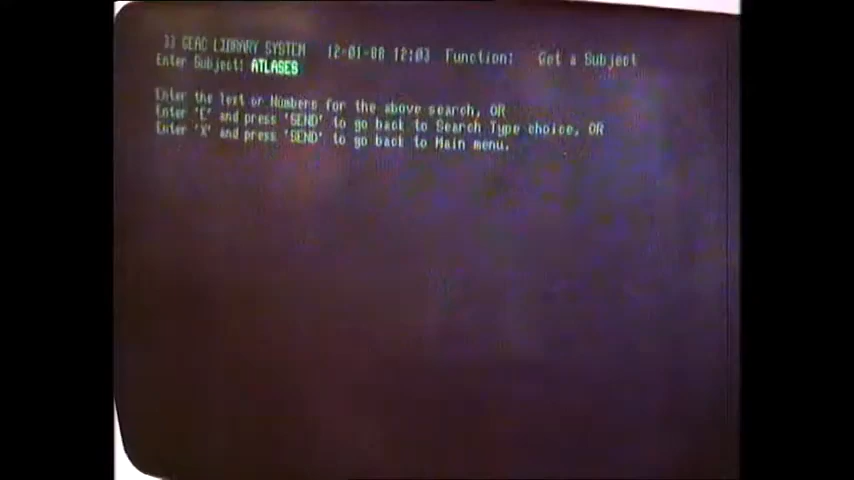 }} GEAC LIBRARY SYSTEM 12-01-88 12:03 Function: Get a Subject
Enter Subject: ATLASES
Enter the Text or Numbers for the above search, OR
Enter 'C' and press 'SEND' to go back to Search Type choice, OR
Enter 'X' and press 'SEND' to go back to Main menu.